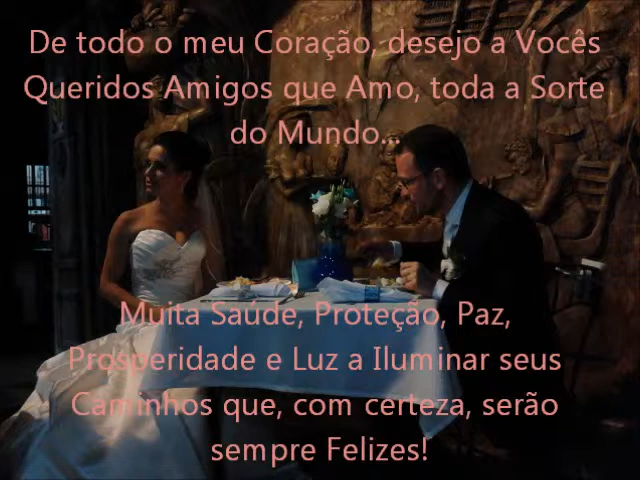 De todo o meu Coração, desejo a Vocês
Queridos Amigos que Amo, toda a Sorte
do Mundo...
Muita Saúde, Proteção, Paz,
Prosperidade e Luz a Iluminar seus
Caminhos que, com certeza, serão
sempre Felizes!